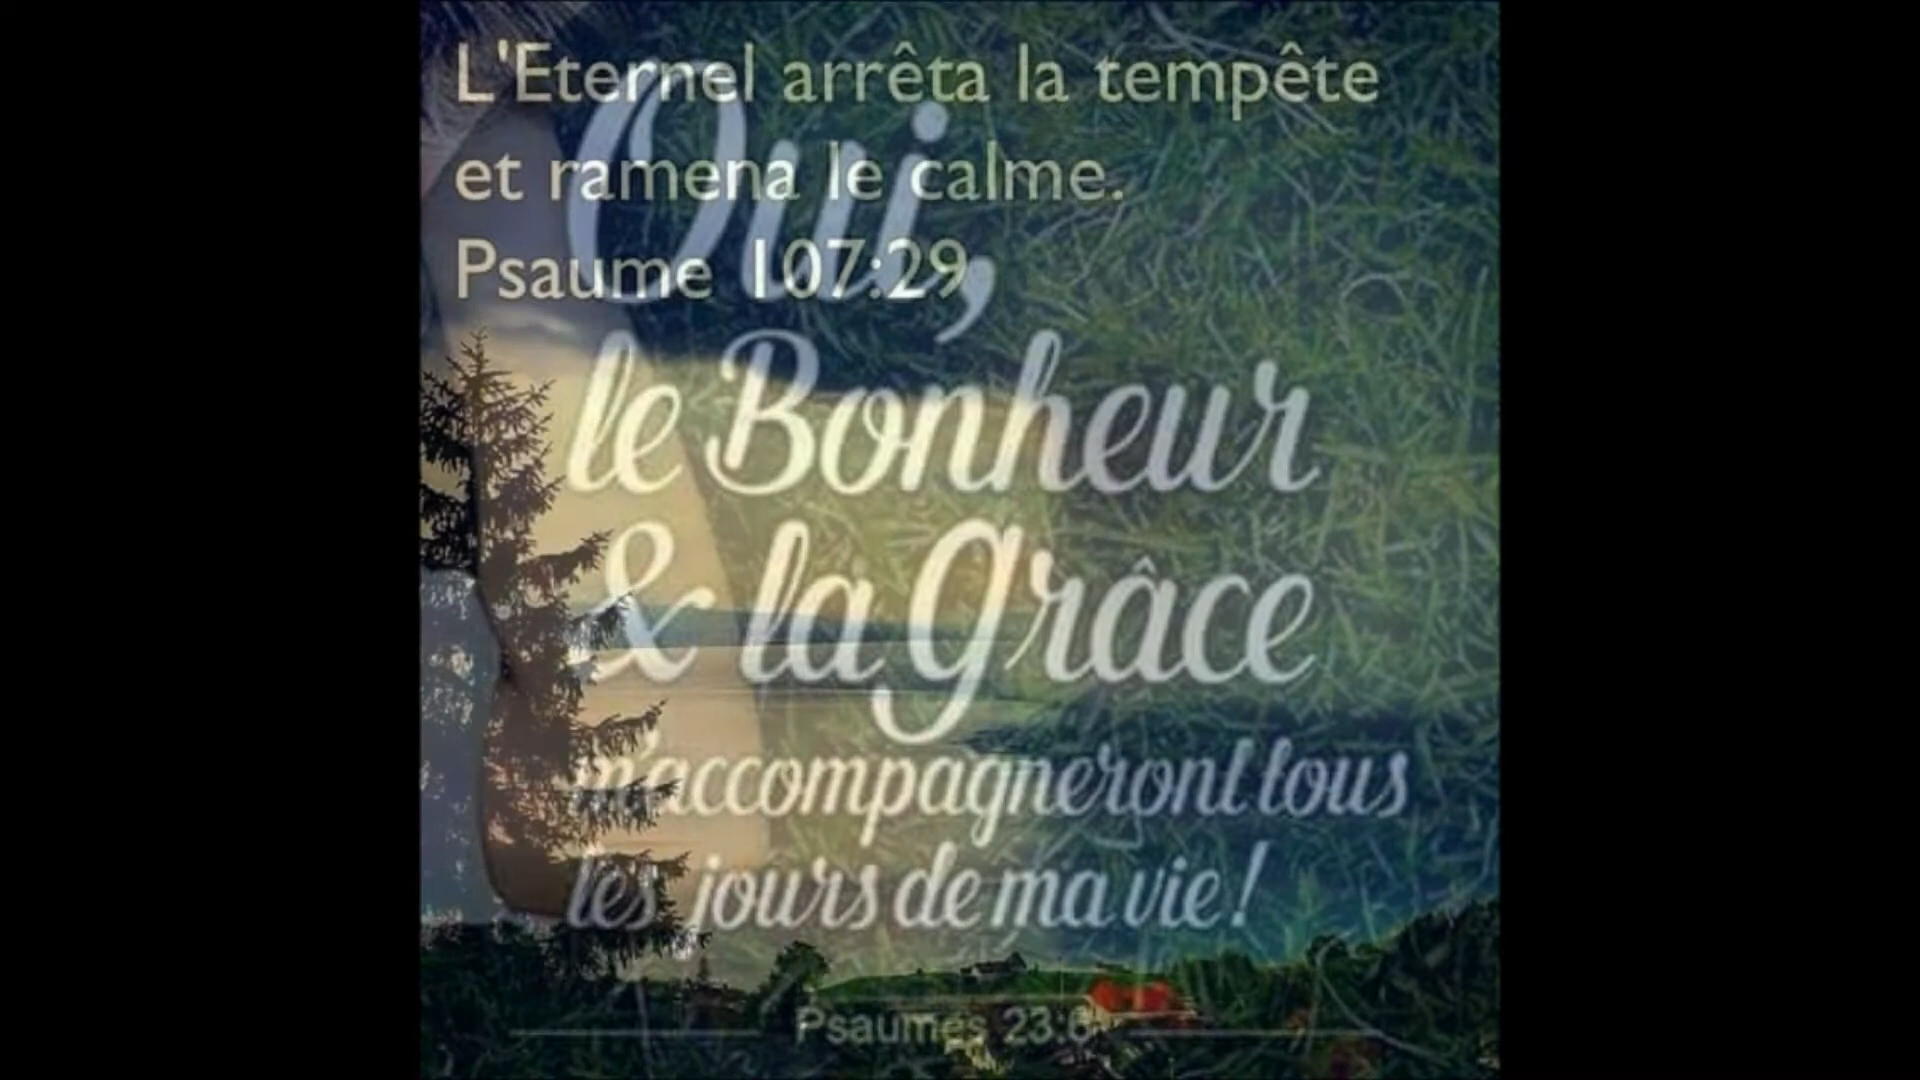 L'Eternel arrêta la tempête
et ramena le calme.
Psaume 107:29
Oui,
le Bonheur
& la Grâce
m'accompagneront tous
les jours de ma vie!
Psaumes 23:6